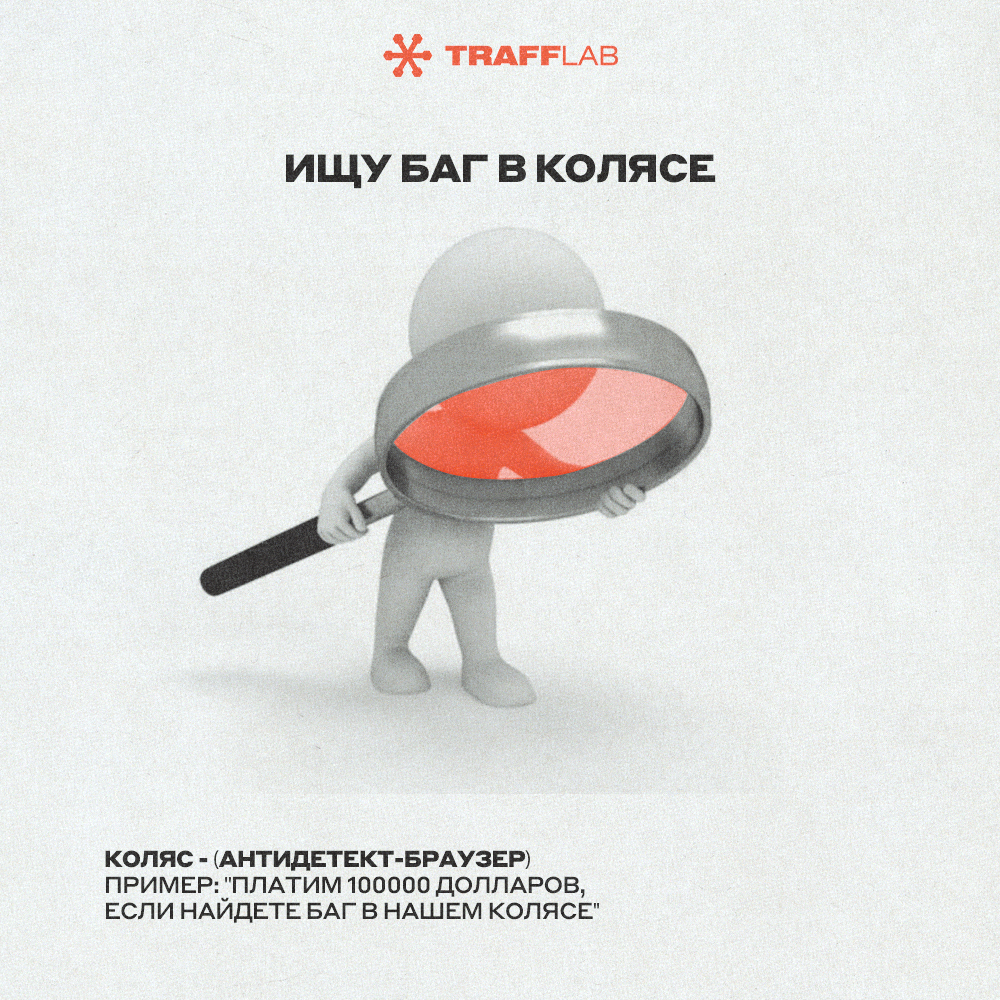 TRAFFLAB
ИЩУ БАГ В КОЛЯСЕ
КОЛЯС - (АНТИДЕТЕКТ-БРАУЗЕР)
ПРИМЕР: "ПЛАТИМ 100000 ДОЛЛАРОВ,
ЕСЛИ НАЙДЕТЕ БАГ В НАШЕМ КОЛЯСЕ"